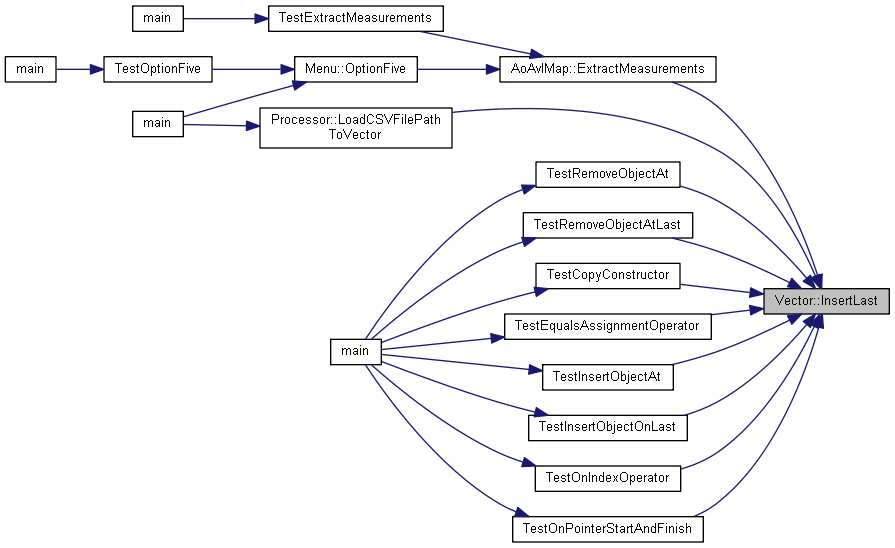 main
TestExtractMeasurements
main
TestOptionFive
Menu::OptionFive
AoAvlMap::ExtractMeasurements
main
Processor::LoadCSVFilePath
ToVector
TestRemoveObjectAt
TestRemoveObjectAtLast
TestCopyConstructor
Vector::InsertLast
TestEqualsAssignmentOperator
main
TestInsertObjectAt
TestInsertObjectOnLast
TestOnIndexOperator
TestOnPointerStartAndFinish